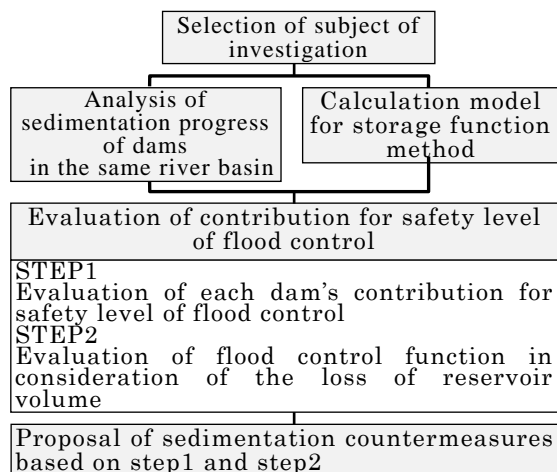 Selection of subject of
investigation
Analysis of
sedimentation progress
of dams
in the same river basin
Calculation model
for storage function
method
Evaluation of contribution for safety level
of flood control
STEP1
Evaluation of each dam's contribution for
safety level of flood control
STEP2
Evaluation of flood control function in
consideration of the loss of reservoir
volume
Proposal of sedimentation countermeasures
based on step1 and step2